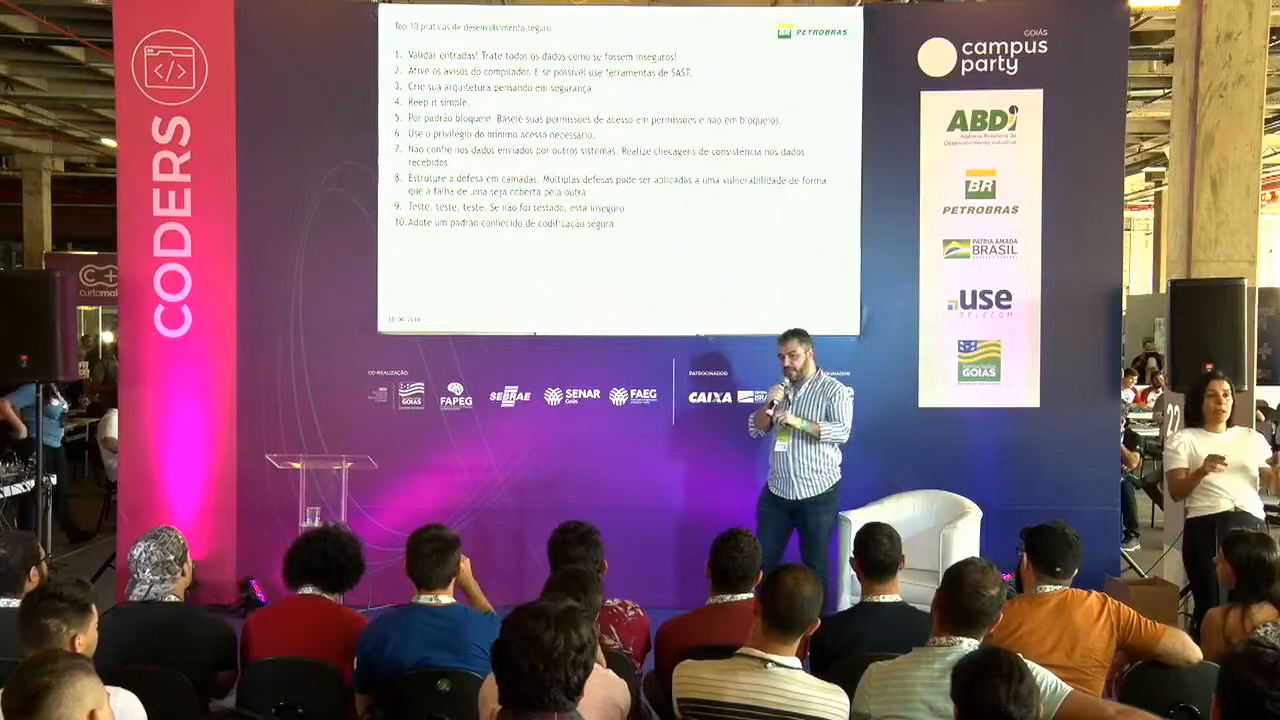 Top 10 práticas de desenvolvimento seguro
BR PETROBRAS
1. Validar entradas! Trate todos os dados como se fossem inseguros!
2. Ative os avisos do compilador. E se possível use ferramentas de SAST.
3. Crie sua arquitetura pensando em segurança
4. Keep it simple.
5. Por padrão bloqueie. Baseie suas permissões de acesso em permissões e não em bloqueios.
6. Use o privilégio do mínimo acesso necessário.
7. Não confie nos dados enviados por outros sistemas. Realize checagens de consistência nos dados
recebidos
8. Estruture a defesa em camadas. Múltiplas defesas pode ser aplicadas a uma vulnerabilidade de forma
que a falha de uma seja coberta pela outra
9. Teste, teste, teste. Se não foi testado, está inseguro
10. Adote um padrão conhecido de codificação segura
CODERS
GOIÁS
campus
party
ABDI
Agência Brasileira de
Desenvolvimento Industrial
BR
PETROBRAS
PÁTRIA AMADA
BRASIL
use
TELECOM
GOIÁS
CO-REALIZAÇÃO:
GOIÁS
FAPEG
SEBRAE
SENAR
Goiás
FAEG
PATROCINADOR
CAIXA
C+
curtamais
22